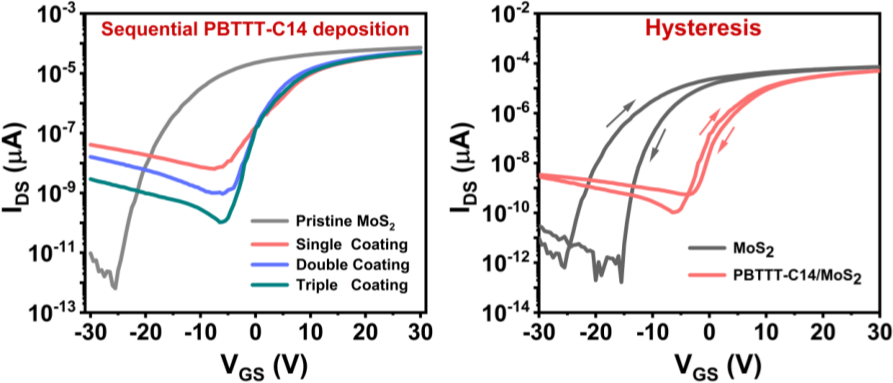 Sequential PBTTT-C14 deposition
10⁻³
10⁻⁵
10⁻⁷
10⁻⁹
10⁻¹¹
10⁻¹³
I_DS (μA)
Pristine MoS₂
Single Coating
Double Coating
Triple Coating
-30 -20 -10 0 10 20 30
V_GS (V)
Hysteresis
10⁻²
10⁻⁴
10⁻⁶
10⁻⁸
10⁻¹⁰
10⁻¹²
10⁻¹⁴
I_DS (μA)
MoS₂
PBTTT-C14/MoS₂
-30 -20 -10 0 10 20 30
V_GS (V)